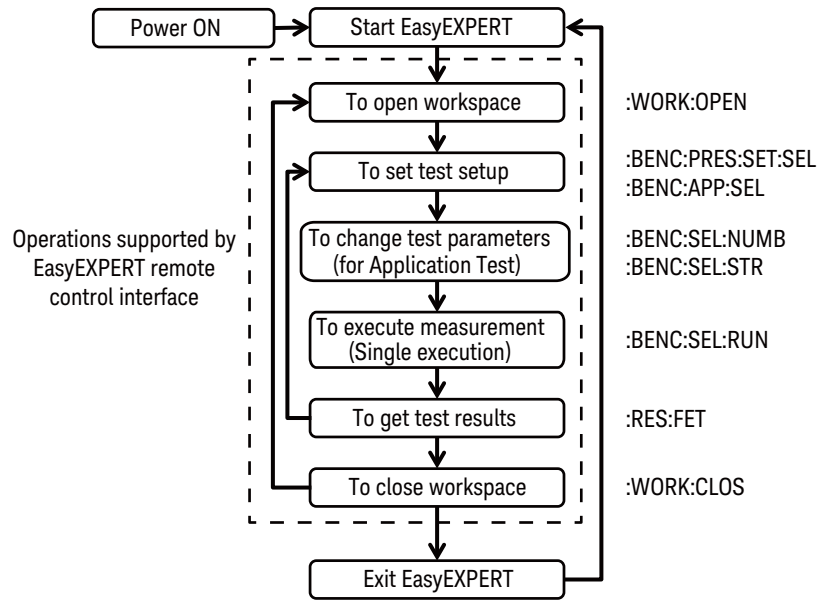 Power ON
Start EasyEXPERT
To open workspace
:WORK:OPEN
To set test setup
:BENC:PRES:SET:SEL
:BENC:APP:SEL
Operations supported by
EasyEXPERT remote
control interface
To change test parameters
(for Application Test)
:BENC:SEL:NUMB
:BENC:SEL:STR
To execute measurement
(Single execution)
:BENC:SEL:RUN
To get test results
:RES:FET
To close workspace
:WORK:CLOS
Exit EasyEXPERT